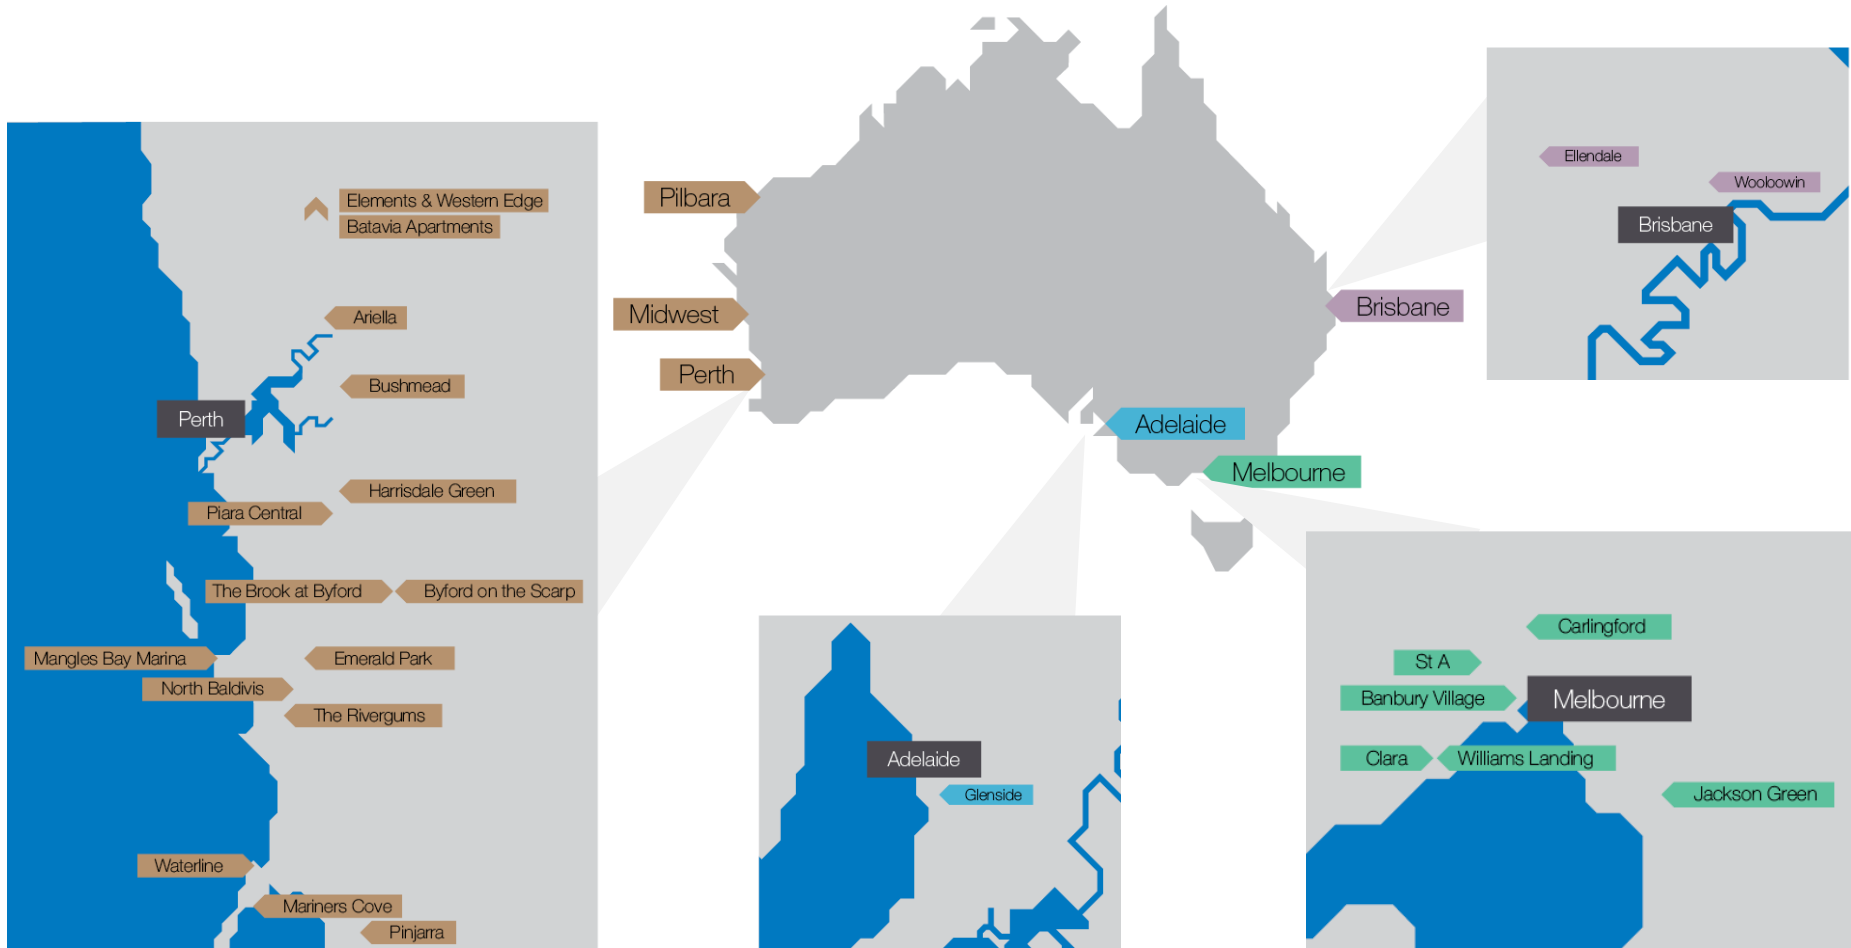 Pilbara
Midwest
Perth
Brisbane
Adelaide
Melbourne
Elements & Western Edge
Batavia Apartments
Ariella
Bushmead
Perth
Harrisdale Green
Piara Central
The Brook at Byford
Byford on the Scarp
Mangles Bay Marina
Emerald Park
North Baldivis
The Rivergums
Waterline
Mariners Cove
Pinjarra
Adelaide
Glenside
Ellendale
Wooloowin
Brisbane
Carlingford
St A
Banbury Village
Melbourne
Clara
Williams Landing
Jackson Green